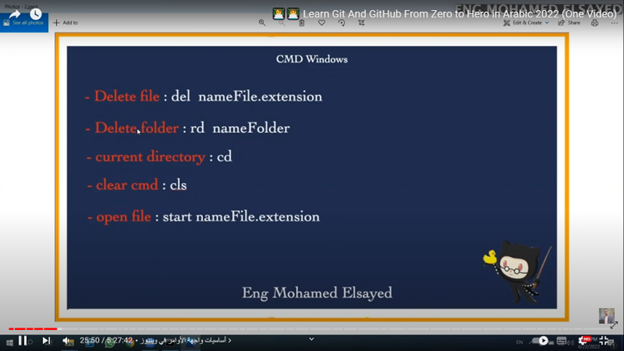 Learn Git And GitHub From Zero to Hero in Arabic 2022 (One Video)
ENG MOHAMED ELSAYED
See all photos
+ Add to
Edit & Create
Share
CMD Windows
- Delete file : del nameFile.extension
- Delete folder : rd nameFolder
- current directory : cd
- clear cmd : cls
- open file : start nameFile.extension
Eng Mohamed Elsayed
25:50 / 5:27:42 • أساسيات واجهة الأوامر في ويندوز